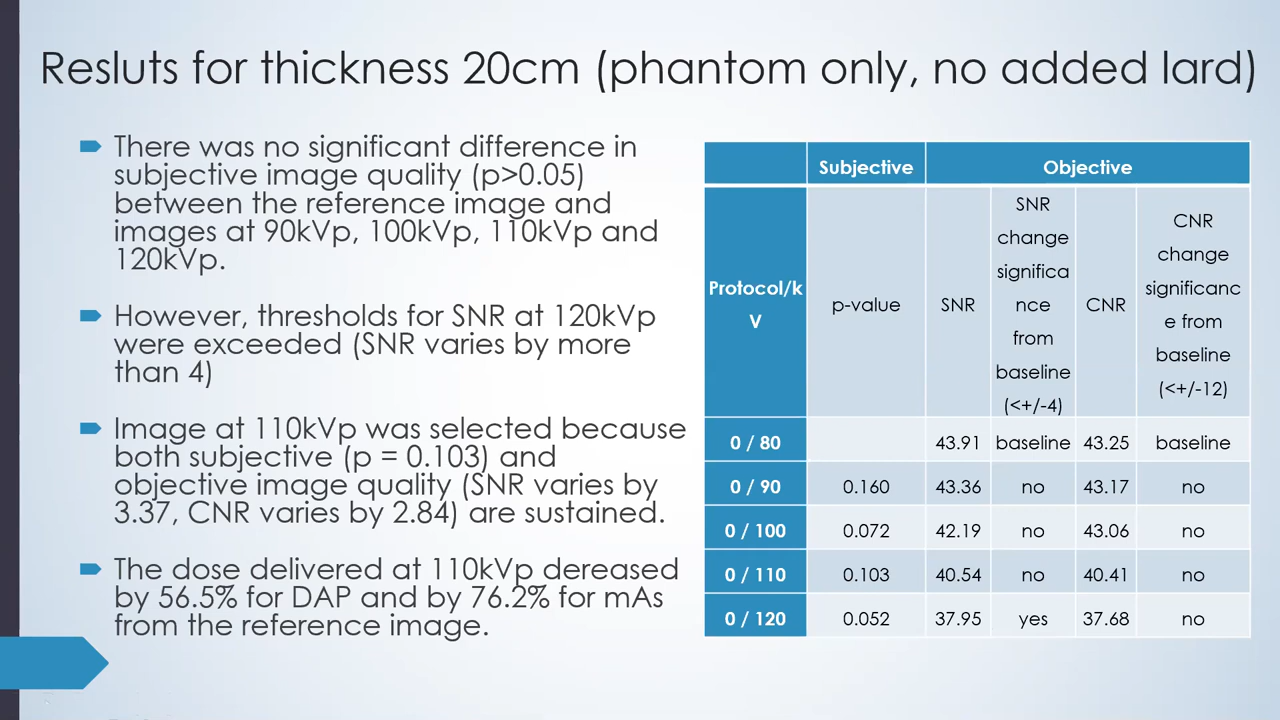 Resluts for thickness 20cm (phantom only, no added lard)
There was no significant difference in
subjective image quality (p>0.05)
between the reference image and
images at 90kVp, 100kVp, 110kVp and
120kVp.
However, thresholds for SNR at 120kVp
were exceeded (SNR varies by more
than 4)
Image at 110kVp was selected because
both subjective (p = 0.103) and
objective image quality (SNR varies by
3.37, CNR varies by 2.84) are sustained.
The dose delivered at 110kVp dereased
by 56.5% for DAP and by 76.2% for mAs
from the reference image.
Subjective Objective
Protocol/k
V
p-value
SNR
SNR
change
significa
nce
from
baseline
(<+/-4)
CNR
CNR
change
significanc
e from
baseline
(<+/-12)
0 / 80 43.91 baseline 43.25 baseline
0 / 90 0.160 43.36 no 43.17 no
0 / 100 0.072 42.19 no 43.06 no
0 / 110 0.103 40.54 no 40.41 no
0 / 120 0.052 37.95 yes 37.68 no